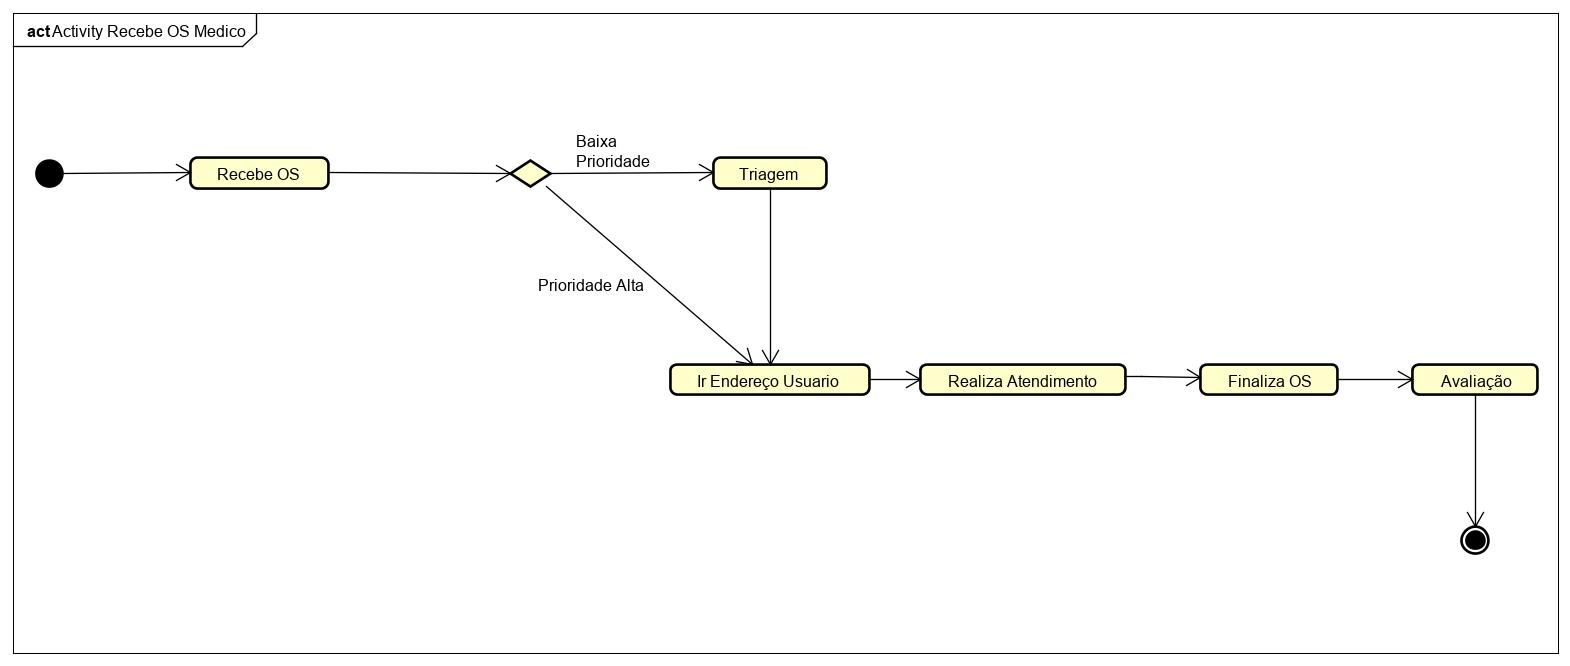 act Activity Recebe OS Medico
Baixa
Prioridade
Recebe OS
Triagem
Prioridade Alta
Ir Endereço Usuario
Realiza Atendimento
Finaliza OS
Avaliação